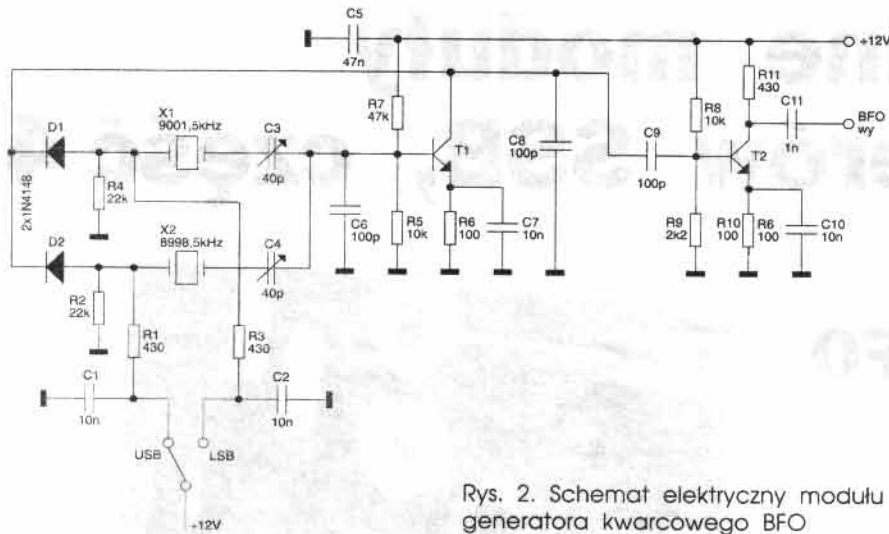 C5
47n
+12V
R7
47k
R8
10k
R11
430
C11
1n
BFO
wy
D1
X1
9001,5kHz
C3
40p
T1
C8
100p
C9
100p
T2
2x1N4148
R4
22k
C6
100p
R5
10k
R6
100
C7
10n
R9
2k2
R10
100
R6
100
C10
10n
D2
X2
8998,5kHz
C4
40p
R2
22k
R1
430
R3
430
C1
10n
C2
10n
USB
LSB
+12V
Rys. 2. Schemat elektryczny modułu
generatora kwarcowego BFO